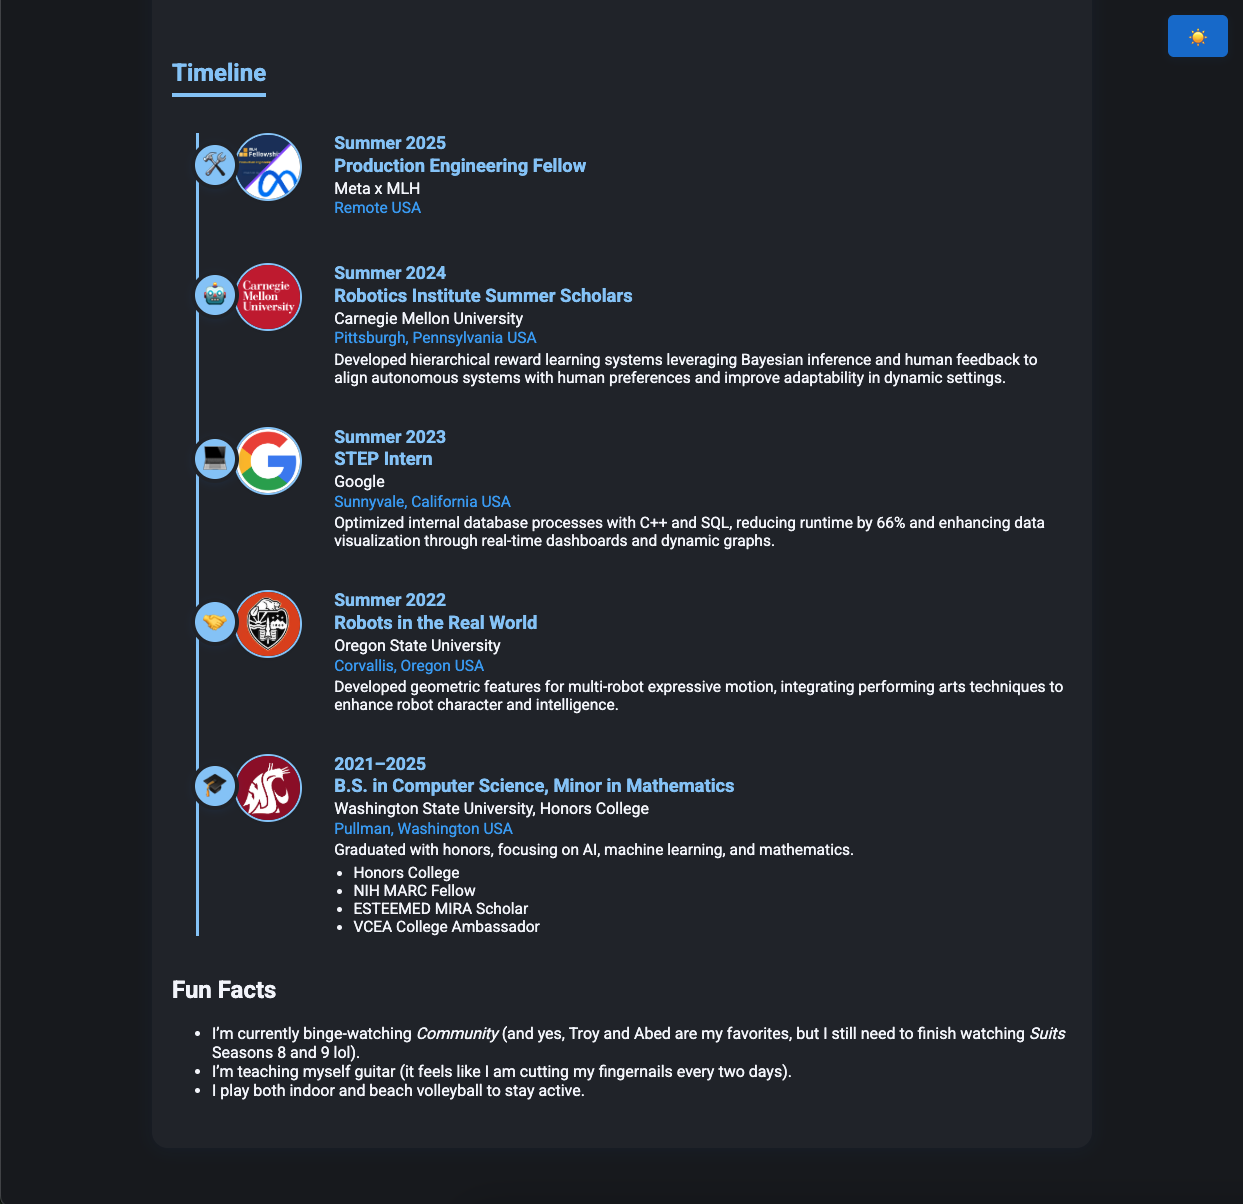 Timeline
MLH
Fellowship
Summer 2025
Production Engineering Fellow
Meta x MLH
Remote USA
Carnegie
Mellon
University
Summer 2024
Robotics Institute Summer Scholars
Carnegie Mellon University
Pittsburgh, Pennsylvania USA
Developed hierarchical reward learning systems leveraging Bayesian inference and human feedback to
align autonomous systems with human preferences and improve adaptability in dynamic settings.
G
Summer 2023
STEP Intern
Google
Sunnyvale, California USA
Optimized internal database processes with C++ and SQL, reducing runtime by 66% and enhancing data
visualization through real-time dashboards and dynamic graphs.
Summer 2022
Robots in the Real World
Oregon State University
Corvallis, Oregon USA
Developed geometric features for multi-robot expressive motion, integrating performing arts techniques to
enhance robot character and intelligence.
2021–2025
B.S. in Computer Science, Minor in Mathematics
Washington State University, Honors College
Pullman, Washington USA
Graduated with honors, focusing on AI, machine learning, and mathematics.
• Honors College
• NIH MARC Fellow
• ESTEEMED MIRA Scholar
• VCEA College Ambassador
Fun Facts
• I’m currently binge-watching Community (and yes, Troy and Abed are my favorites, but I still need to finish watching Suits
Seasons 8 and 9 lol).
• I’m teaching myself guitar (it feels like I am cutting my fingernails every two days).
• I play both indoor and beach volleyball to stay active.